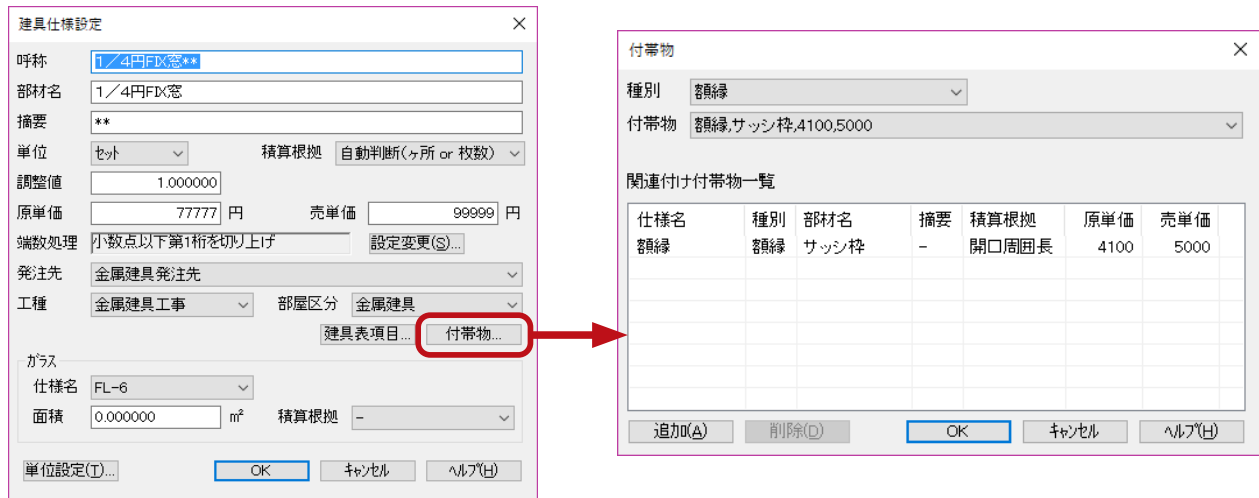 建具仕様設定
呼称 1／4円FIX窓**
部材名 1／4円FIX窓
摘要 **
単位 セット 積算根拠 自動判断(ヶ所 or 枚数)
調整値 1.000000
原単価 77777 円 売単価 99999 円
端数処理 小数点以下第1桁を切り上げ 設定変更(S)...
発注先 金属建具発注先
工種 金属建具工事 部屋区分 金属建具
建具表項目... 付帯物...
ガラス
仕様名 FL-6
面積 0.000000 m² 積算根拠 -
単位設定(T)... OK キャンセル ヘルプ(H)
付帯物
種別 額縁
付帯物 額縁,サッシ枠,4100,5000
関連付け付帯物一覧
仕様名 種別 部材名 摘要 積算根拠 原単価 売単価
額縁 額縁 サッシ枠 - 開口周囲長 4100 5000
追加(A) 削除(D) OK キャンセル ヘルプ(H)